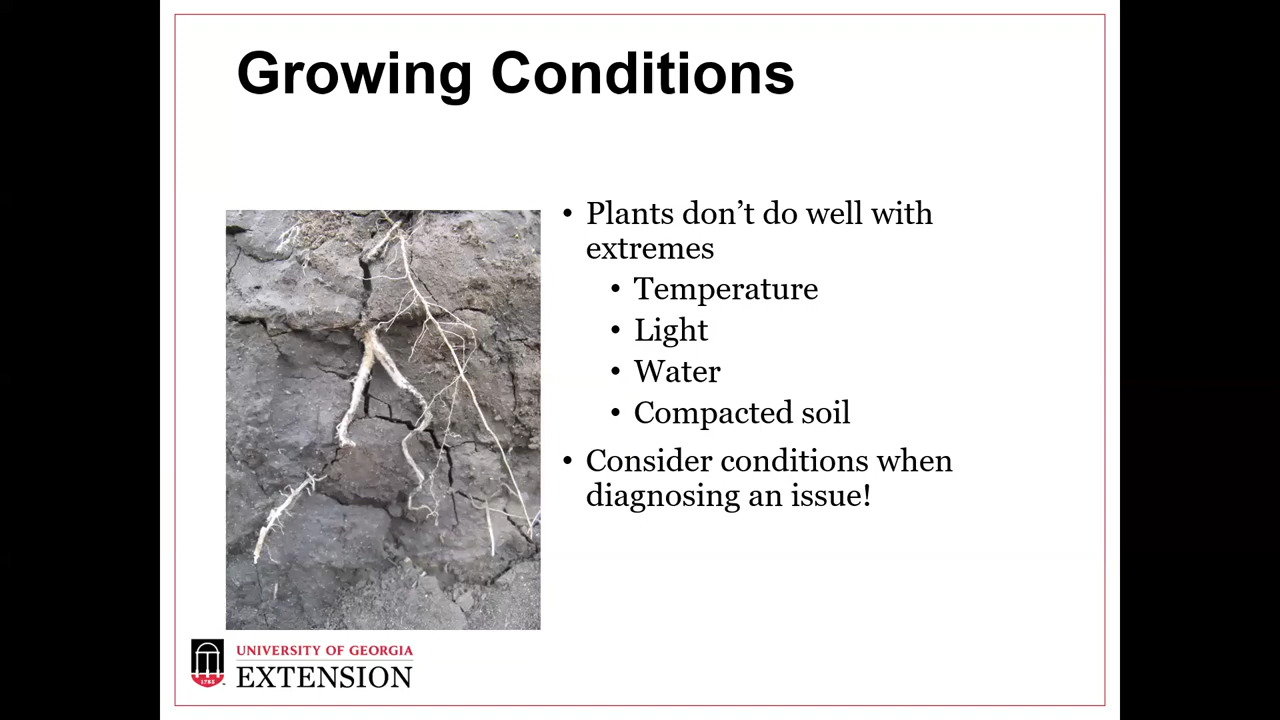 Growing Conditions
• Plants don’t do well with
extremes
• Temperature
• Light
• Water
• Compacted soil
• Consider conditions when
diagnosing an issue!
UNIVERSITY OF GEORGIA
EXTENSION